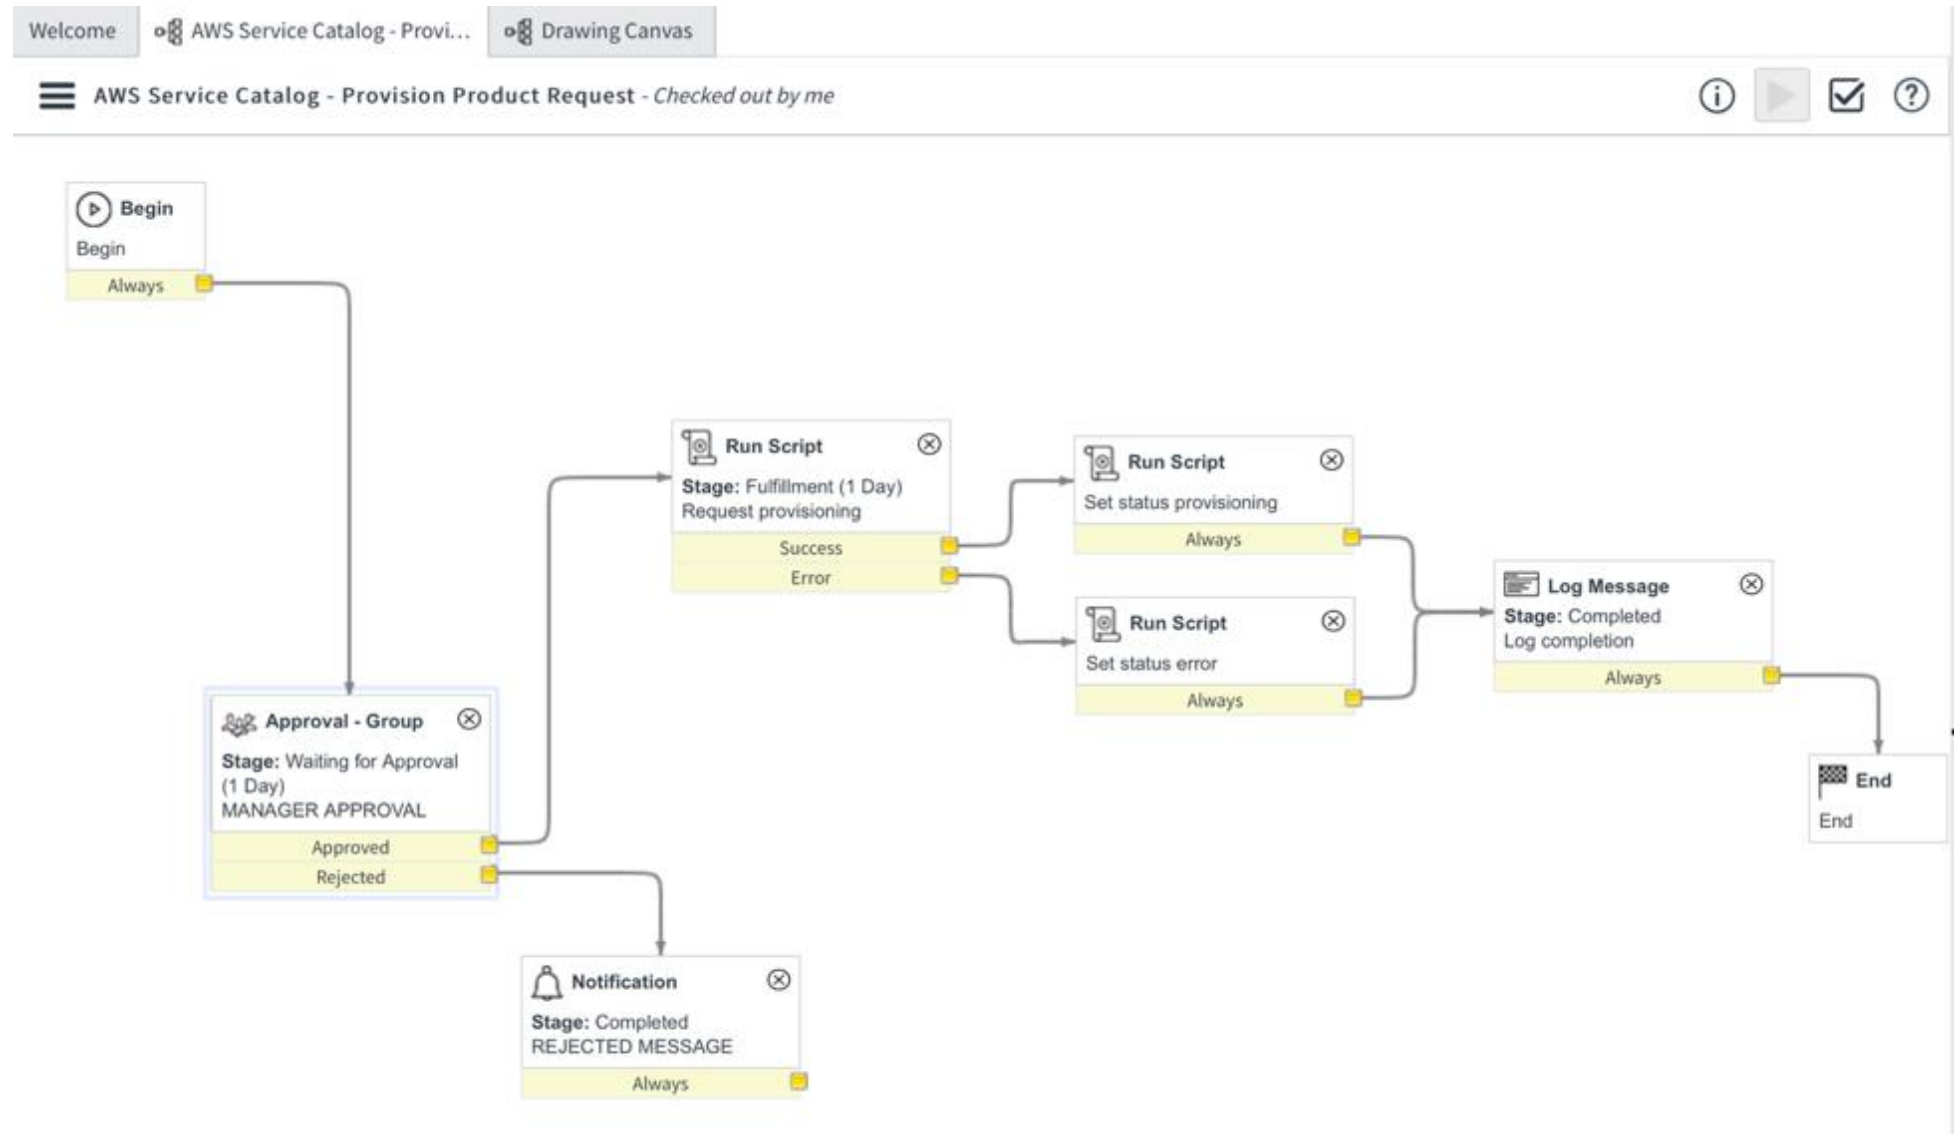 Welcome
AWS Service Catalog - Provi...
Drawing Canvas
AWS Service Catalog - Provision Product Request - Checked out by me
Begin
Begin
Always
Run Script
Stage: Fulfillment (1 Day)
Request provisioning
Success
Error
Run Script
Set status provisioning
Always
Run Script
Set status error
Always
Log Message
Stage: Completed
Log completion
Always
End
End
Approval - Group
Stage: Waiting for Approval
(1 Day)
MANAGER APPROVAL
Approved
Rejected
Notification
Stage: Completed
REJECTED MESSAGE
Always